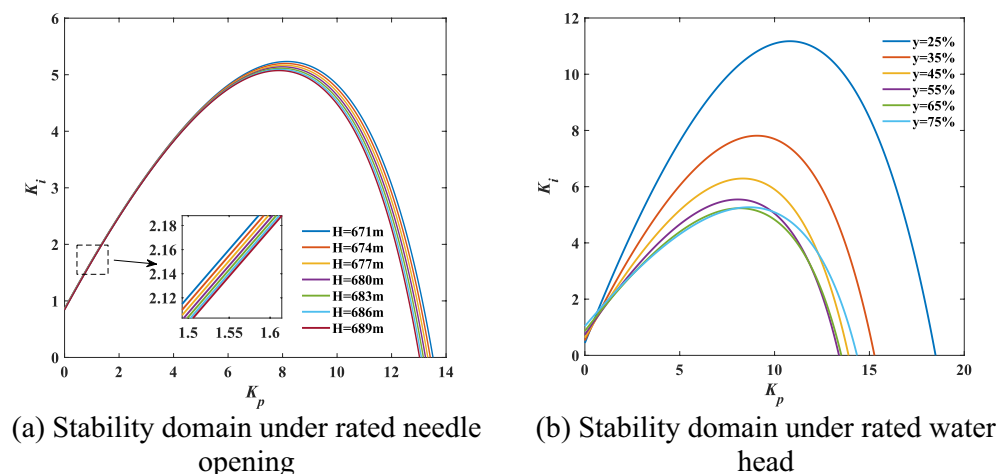 6
5
4
3
2
1
0
K_i
0 2 4 6 8 10 12 14
K_p
2.18
2.16
2.14
2.12
1.5 1.55 1.6
H=671m
H=674m
H=677m
H=680m
H=683m
H=686m
H=689m
(a) Stability domain under rated needle
opening
12
10
8
6
4
2
0
K_i
0 5 10 15 20
K_p
y=25%
y=35%
y=45%
y=55%
y=65%
y=75%
(b) Stability domain under rated water
head